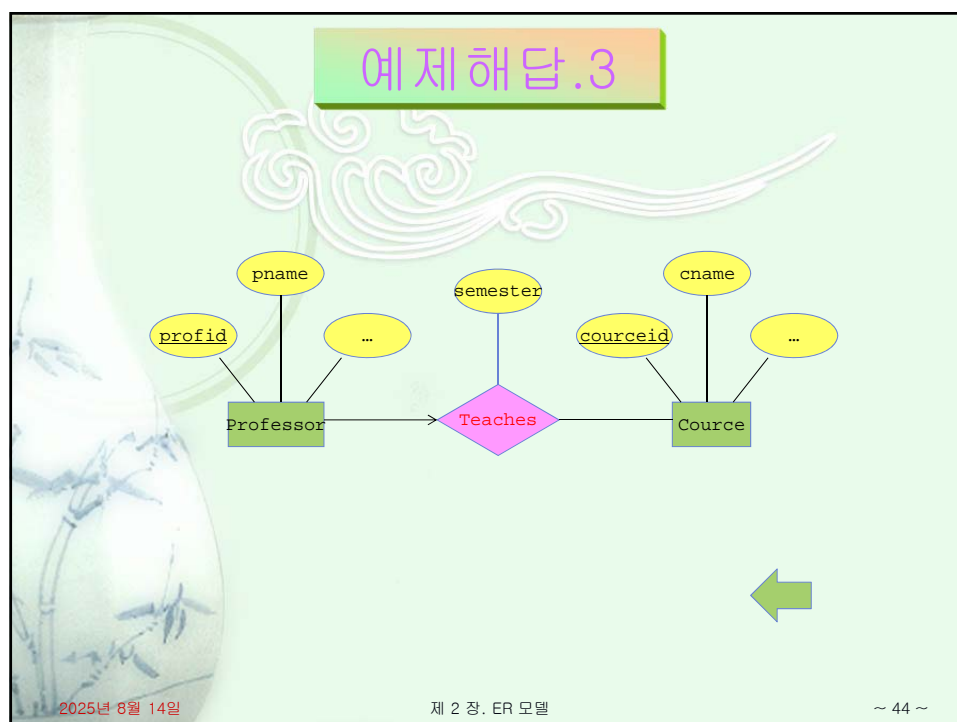 예제해답.3
pname
semester
cname
profid
…
courceid
…
Professor
Teaches
Cource
2025년 8월 14일
제 2 장. ER 모델
~ 44 ~